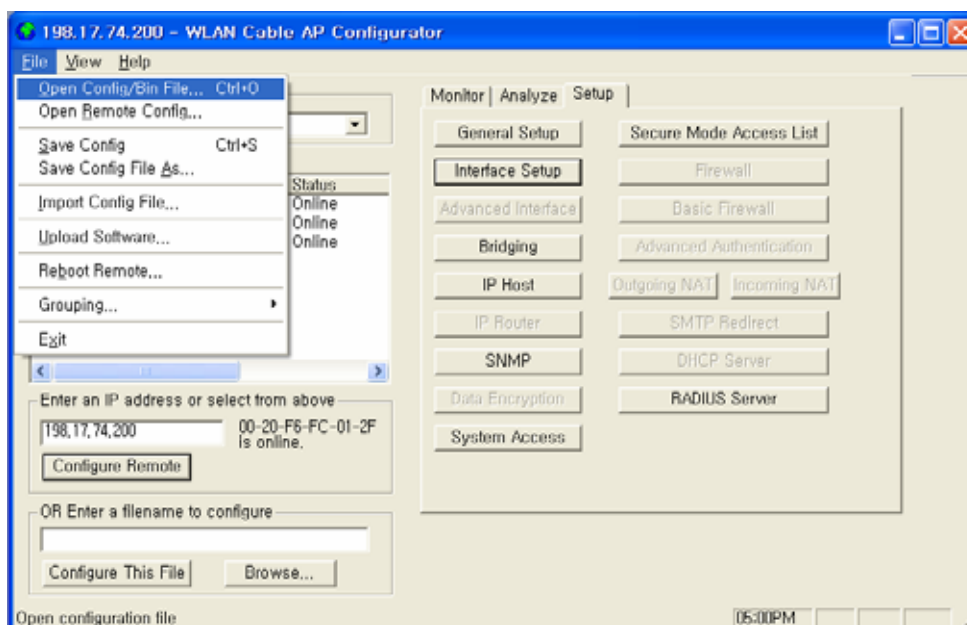 198.17.74.200 - WLAN Cable AP Configurator
File View Help
Open Config/Bin File... Ctrl+O
Open Remote Config...
Save Config Ctrl+S
Save Config File As...
Import Config File...
Upload Software...
Reboot Remote...
Grouping...
Exit
Status
Online
Online
Online
Enter an IP address or select from above
198,17,74,200
00-20-F6-FC-01-2F
is online.
Configure Remote
OR Enter a filename to configure
Configure This File Browse...
Monitor Analyze Setup
General Setup Secure Mode Access List
Interface Setup Firewall
Advanced Interface Basic Firewall
Bridging Advanced Authentication
IP Host Outgoing NAT Incoming NAT
IP Router SMTP Redirect
SNMP DHCP Server
Data Encryption RADIUS Server
System Access
Open configuration file 05:00PM